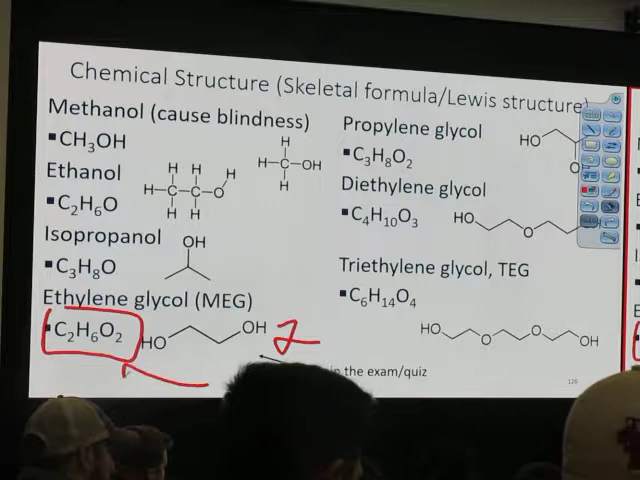 Chemical Structure (Skeletal formula/Lewis structure)
Methanol (cause blindness)
▪CH₃OH
H
H–C–OH
H
Ethanol
▪C₂H₆O
H H H
H–C–C–O
H H
Isopropanol
▪C₃H₈O
OH
Ethylene glycol (MEG)
▪C₂H₆O₂
HO OH
2
Propylene glycol
▪C₃H₈O₂
HO
O
Diethylene glycol
▪C₄H₁₀O₃
HO O
Triethylene glycol, TEG
▪C₆H₁₄O₄
HO O O OH
in the exam/quiz
126